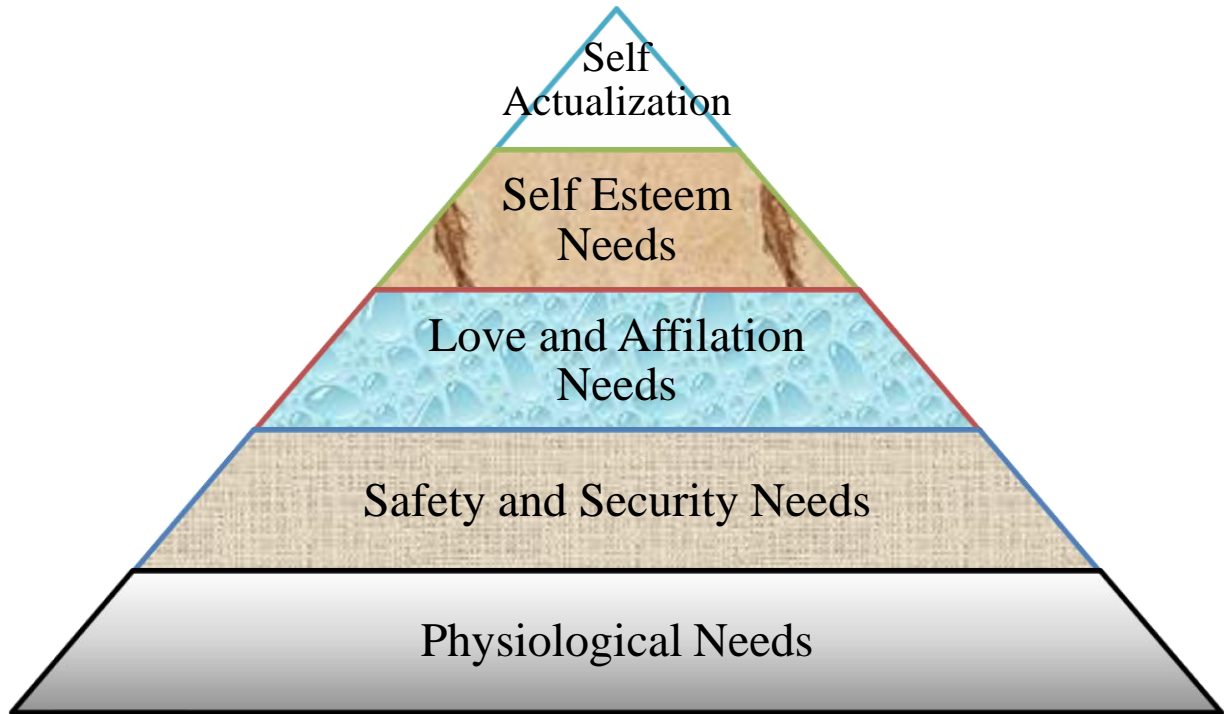 Self
Actualization
Self Esteem
Needs
Love and Affilation
Needs
Safety and Security Needs
Physiological Needs